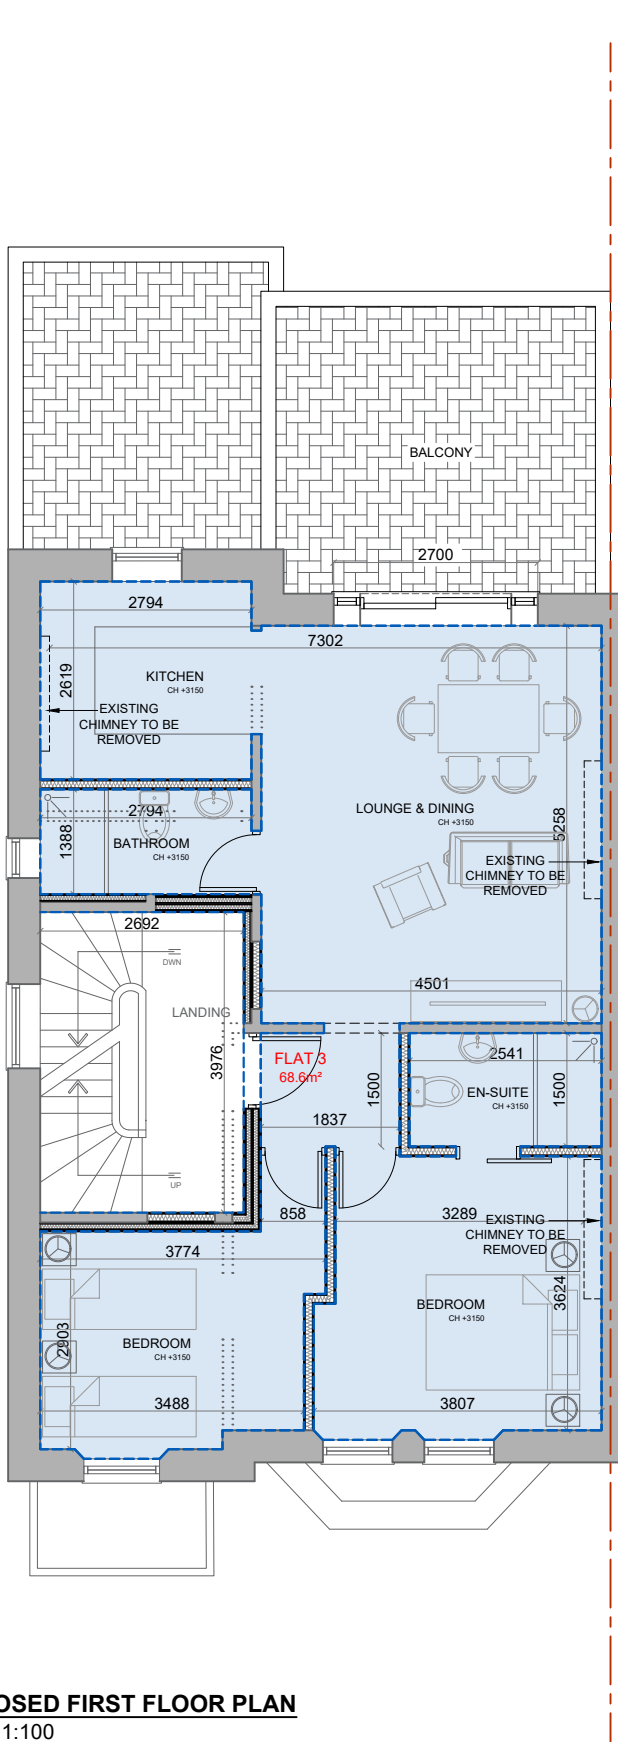 BALCONY
2700
2794
7302
KITCHEN
CH +3150
2619
EXISTING
CHIMNEY TO BE
REMOVED
2794
1388
BATHROOM
CH +3150
LOUNGE & DINING
CH +3150
5258
EXISTING
CHIMNEY TO BE
REMOVED
2692
DWN
LANDING
3976
4501
FLAT 3
68.6m²
1500
2541
EN-SUITE
CH +3150
1500
1837
UP
858
3289
EXISTING
CHIMNEY TO BE
REMOVED
3774
3624
BEDROOM
CH +3150
2903
BEDROOM
CH +3150
3488
3807
OSED FIRST FLOOR PLAN
1:100